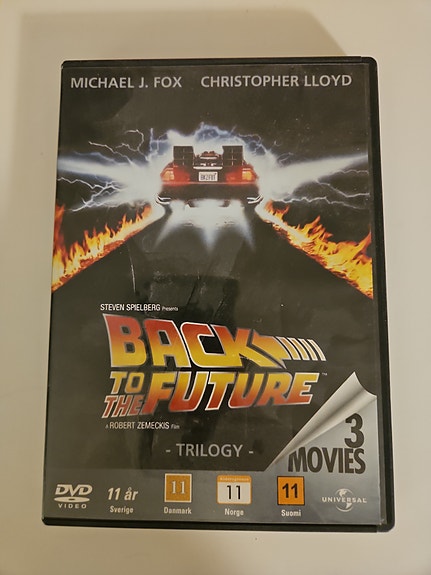 MICHAEL J. FOX CHRISTOPHER LLOYD
STEVEN SPIELBERG Presents
BACK
TO THE FUTURE™
A ROBERT ZEMECKIS Film
- TRILOGY -
3
MOVIES
DVD
VIDEO
11 år
Sverige
11
Danmark
11
Norge
11
Suomi
UNIVERSAL